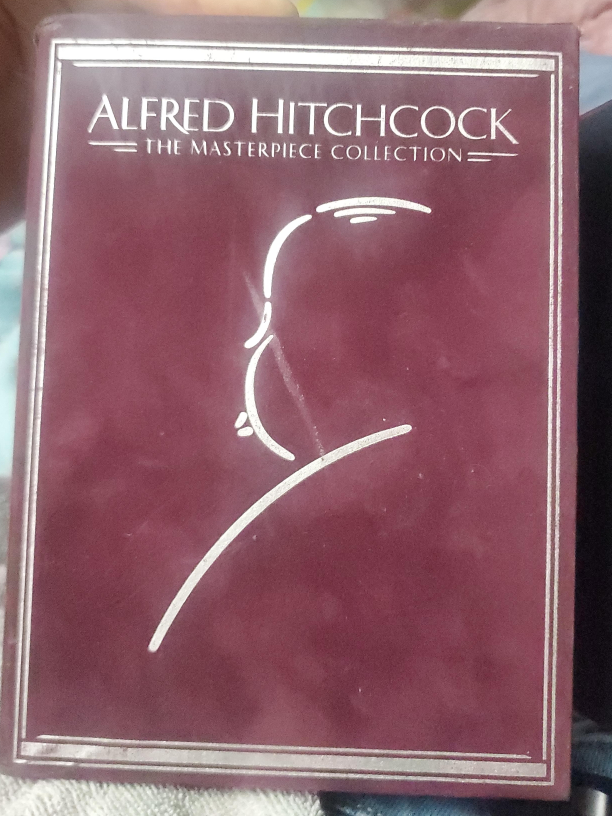 ALFRED HITCHCOCK
THE MASTERPIECE COLLECTION